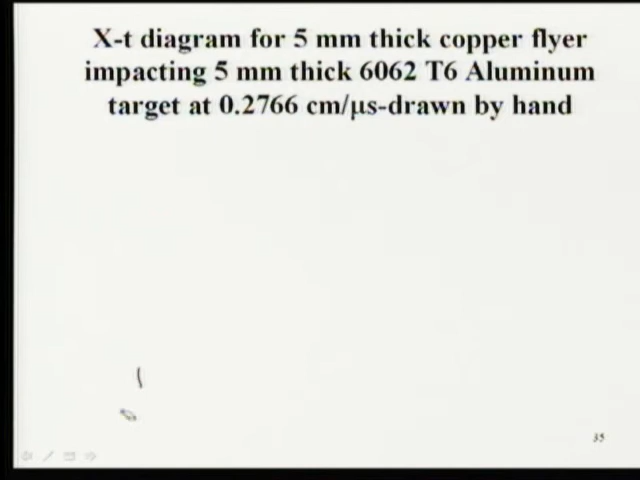 X-t diagram for 5 mm thick copper flyer
impacting 5 mm thick 6062 T6 Aluminum
target at 0.2766 cm/μs-drawn by hand
35